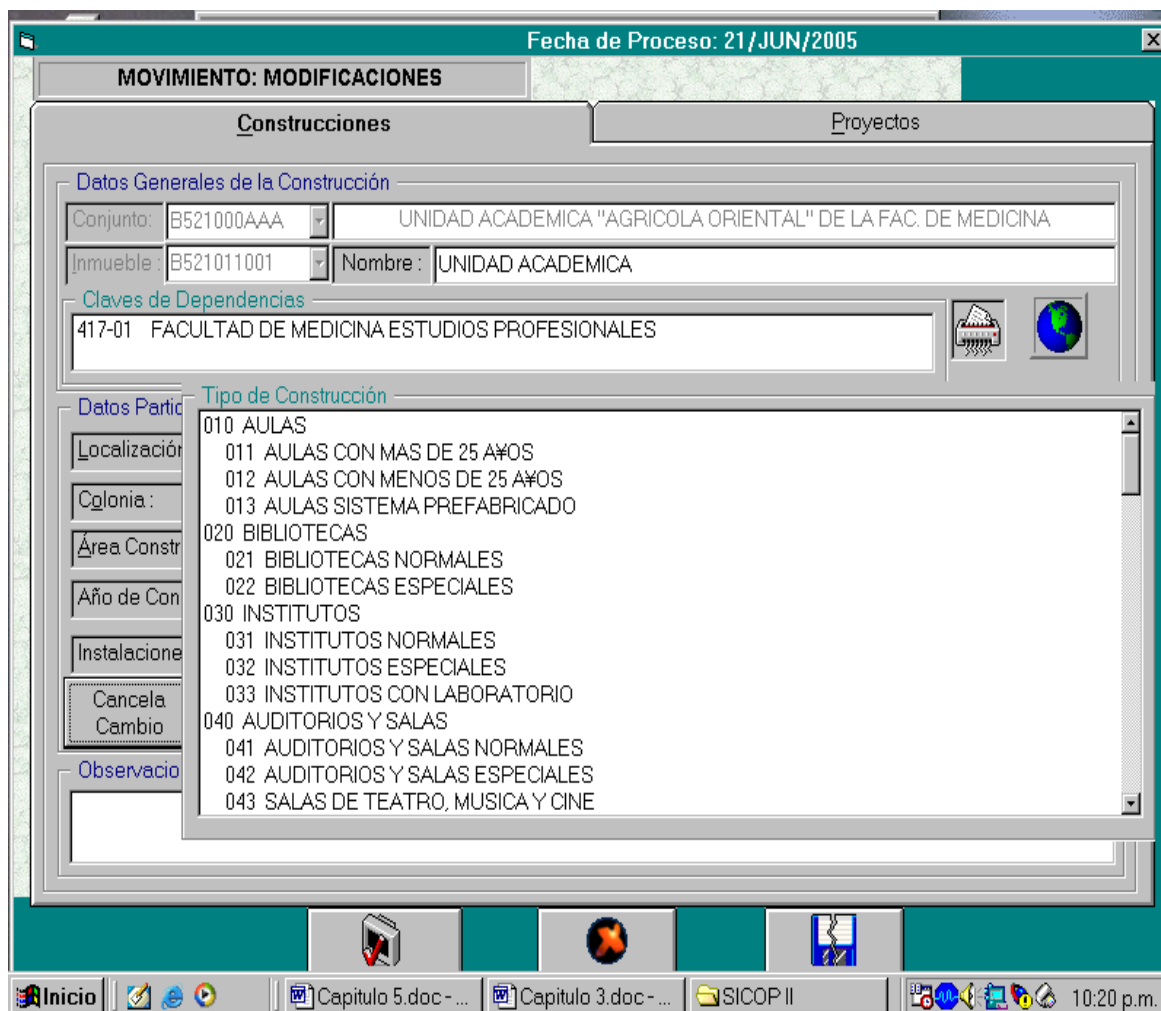 Fecha de Proceso: 21/JUN/2005
MOVIMIENTO: MODIFICACIONES
Construcciones
Proyectos
Datos Generales de la Construcción
Conjunto: B521000AAA UNIDAD ACADEMICA "AGRICOLA ORIENTAL" DE LA FAC. DE MEDICINA
Inmueble : B521011001 Nombre : UNIDAD ACADEMICA
Claves de Dependencias
417-01 FACULTAD DE MEDICINA ESTUDIOS PROFESIONALES
Datos Partic
Localización
Colonia :
Área Constr
Año de Con
Instalacione
Cancela
Cambio
Observacio
Tipo de Construcción
010 AULAS
011 AULAS CON MAS DE 25 A¥OS
012 AULAS CON MENOS DE 25 A¥OS
013 AULAS SISTEMA PREFABRICADO
020 BIBLIOTECAS
021 BIBLIOTECAS NORMALES
022 BIBLIOTECAS ESPECIALES
030 INSTITUTOS
031 INSTITUTOS NORMALES
032 INSTITUTOS ESPECIALES
033 INSTITUTOS CON LABORATORIO
040 AUDITORIOS Y SALAS
041 AUDITORIOS Y SALAS NORMALES
042 AUDITORIOS Y SALAS ESPECIALES
043 SALAS DE TEATRO, MUSICA Y CINE
Inicio Capitulo 5.doc - ... Capitulo 3.doc - ... SICOP II 10:20 p.m.